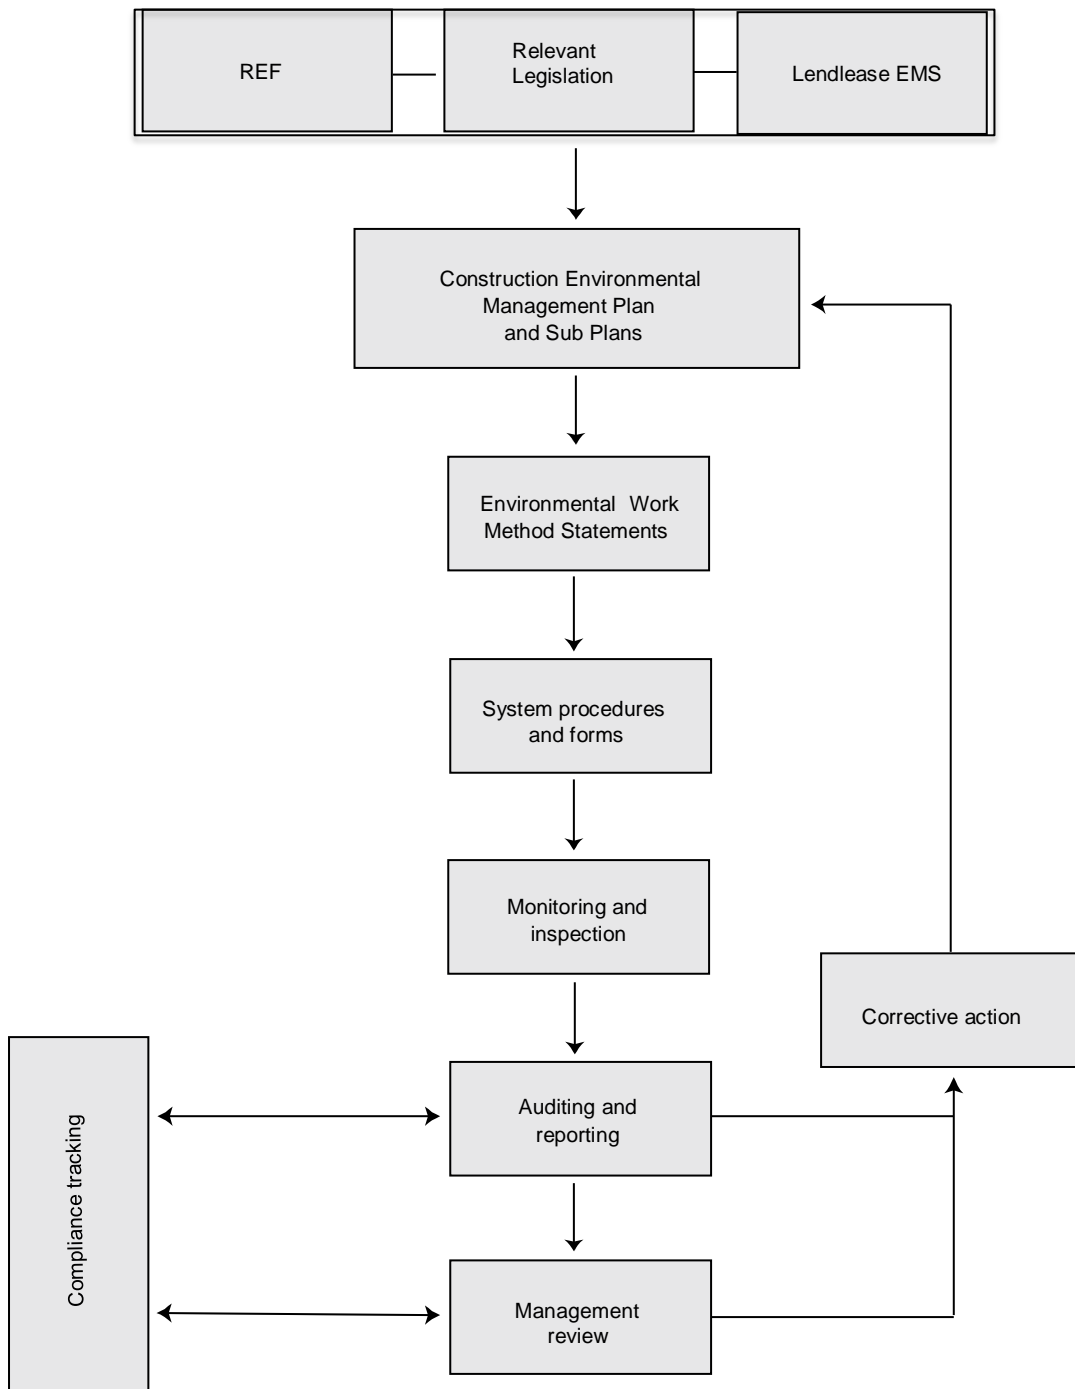 REF
Relevant
Legislation
Lendlease EMS
Construction Environmental
Management Plan
and Sub Plans
Environmental Work
Method Statements
System procedures
and forms
Monitoring and
inspection
Corrective action
Auditing and
reporting
Compliance tracking
Management
review